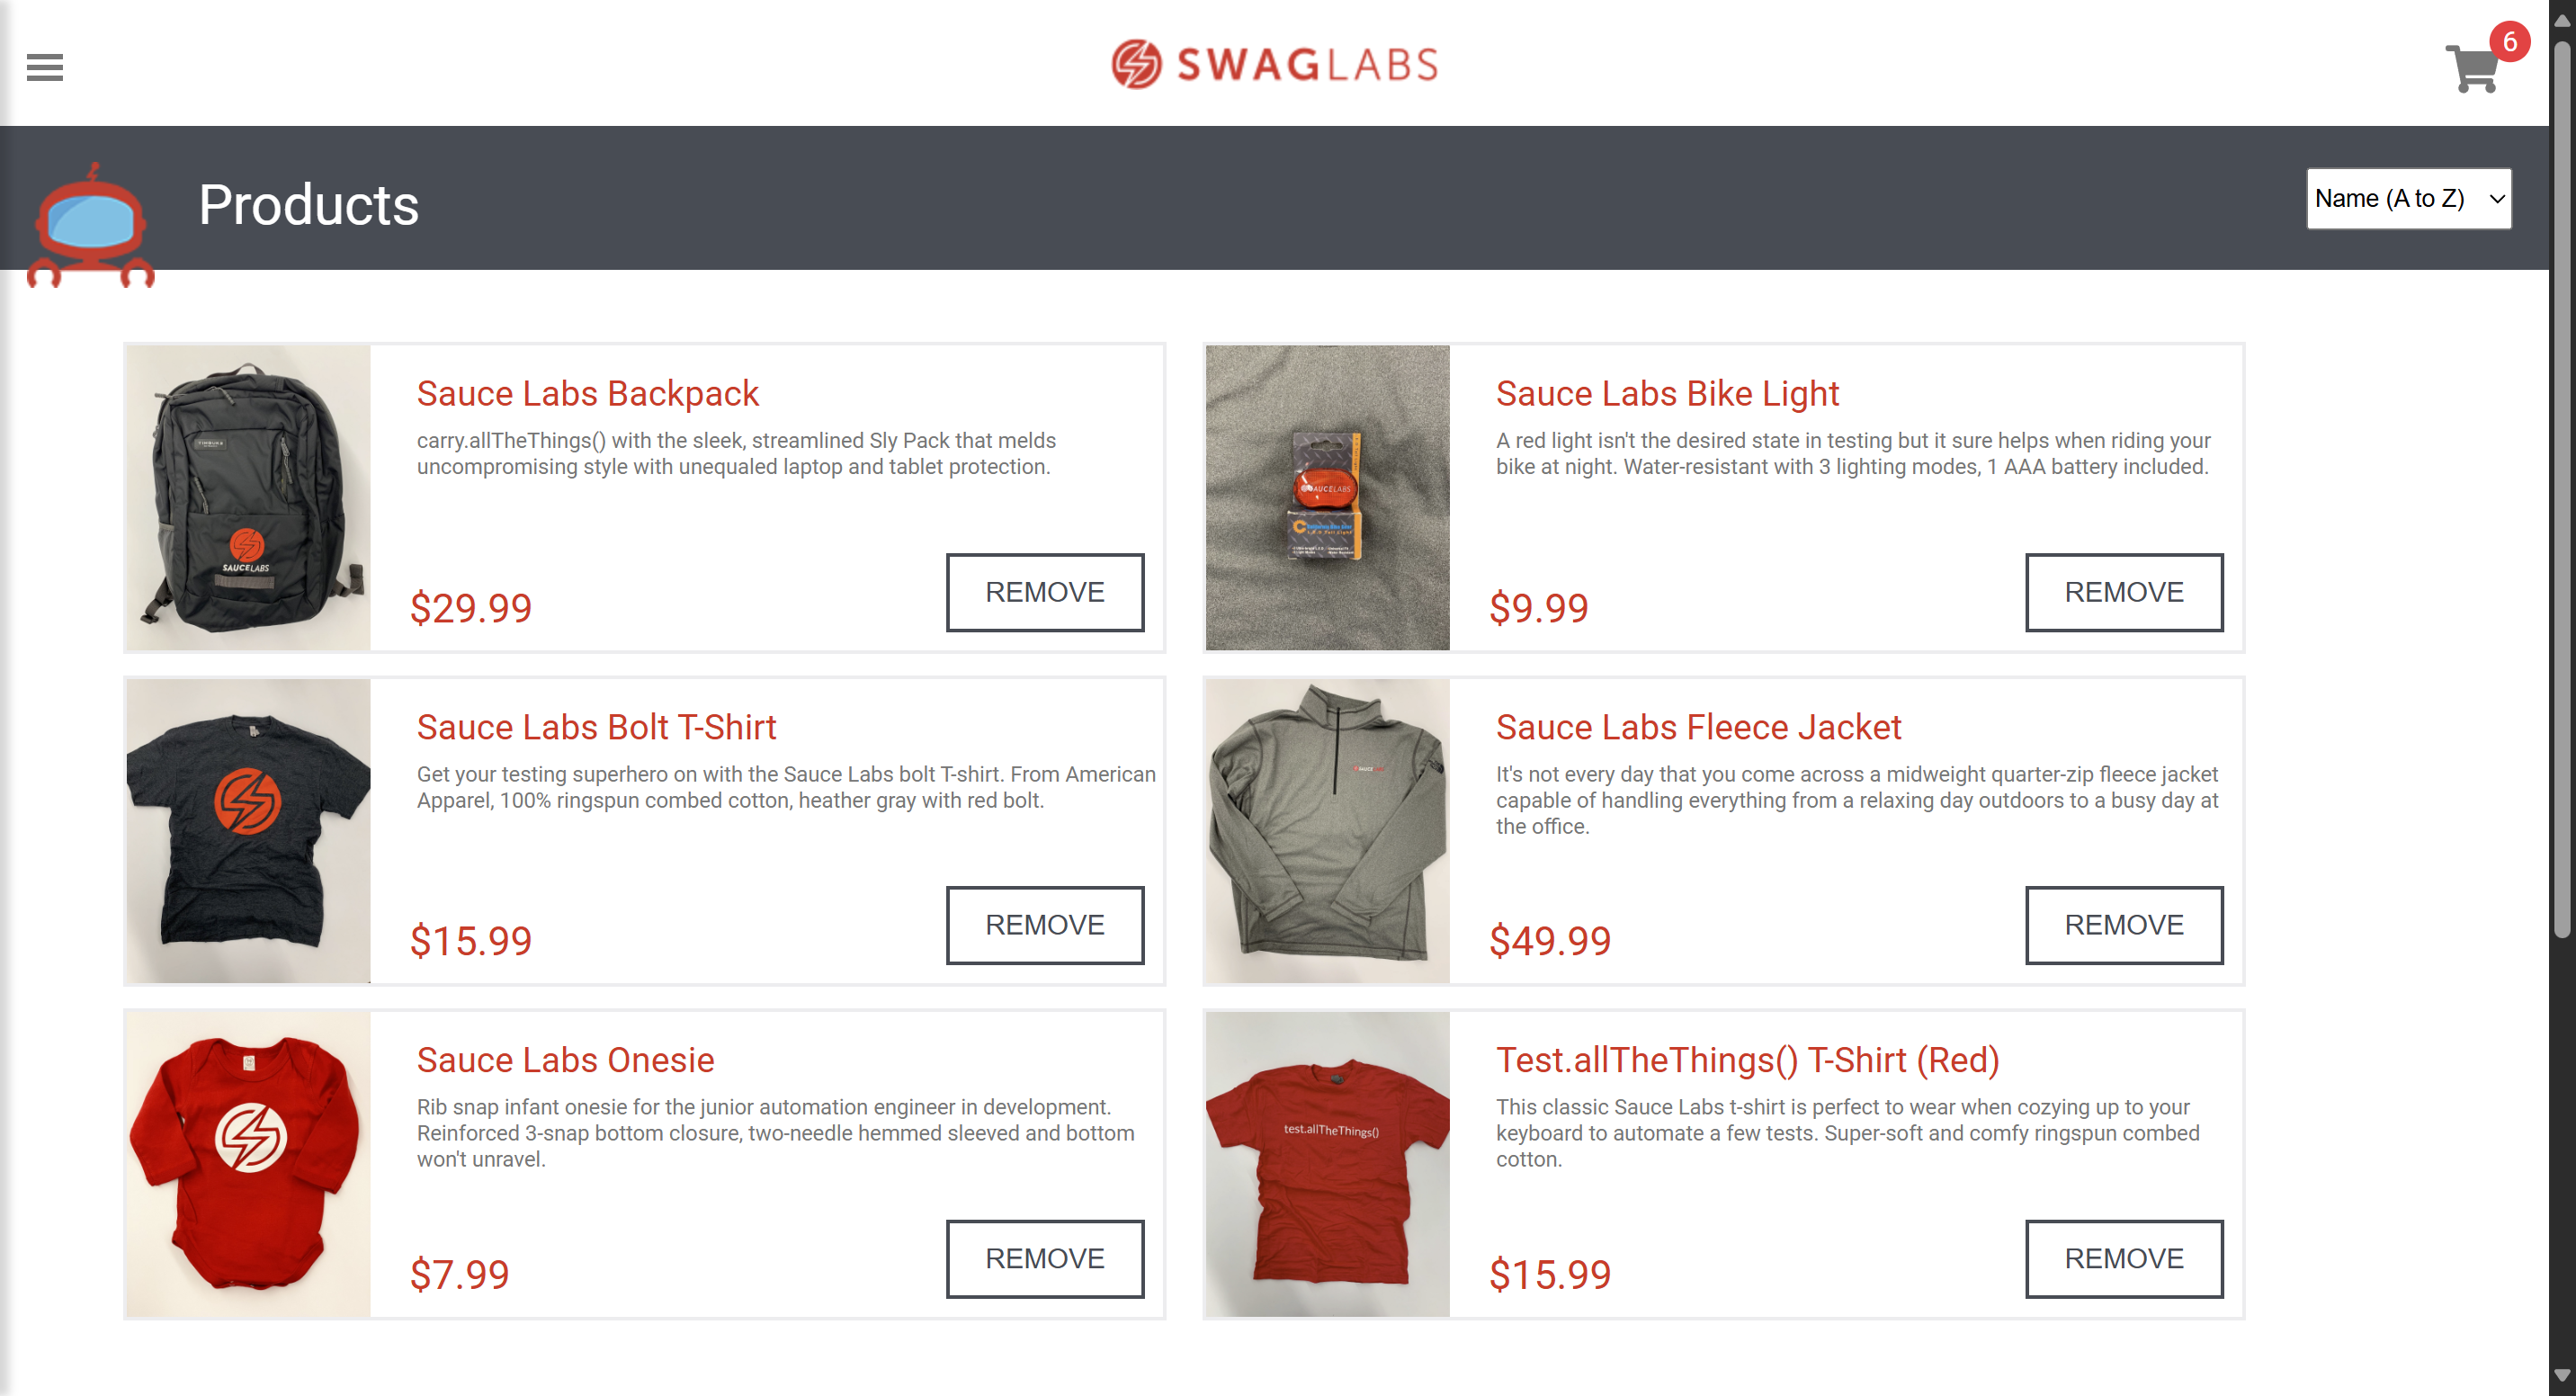 SWAGLABS
6
Products
Name (A to Z)
Sauce Labs Backpack
carry.allTheThings() with the sleek, streamlined Sly Pack that melds
uncompromising style with unequaled laptop and tablet protection.
SAUCELABS
$29.99
REMOVE
Sauce Labs Bike Light
A red light isn't the desired state in testing but it sure helps when riding your
bike at night. Water-resistant with 3 lighting modes, 1 AAA battery included.
SAUCELABS
$9.99
REMOVE
Sauce Labs Bolt T-Shirt
Get your testing superhero on with the Sauce Labs bolt T-shirt. From American
Apparel, 100% ringspun combed cotton, heather gray with red bolt.
$15.99
REMOVE
Sauce Labs Fleece Jacket
It's not every day that you come across a midweight quarter-zip fleece jacket
capable of handling everything from a relaxing day outdoors to a busy day at
the office.
$49.99
REMOVE
Sauce Labs Onesie
Rib snap infant onesie for the junior automation engineer in development.
Reinforced 3-snap bottom closure, two-needle hemmed sleeved and bottom
won't unravel.
$7.99
REMOVE
Test.allTheThings() T-Shirt (Red)
This classic Sauce Labs t-shirt is perfect to wear when cozying up to your
keyboard to automate a few tests. Super-soft and comfy ringspun combed
cotton.
test.allTheThings()
$15.99
REMOVE